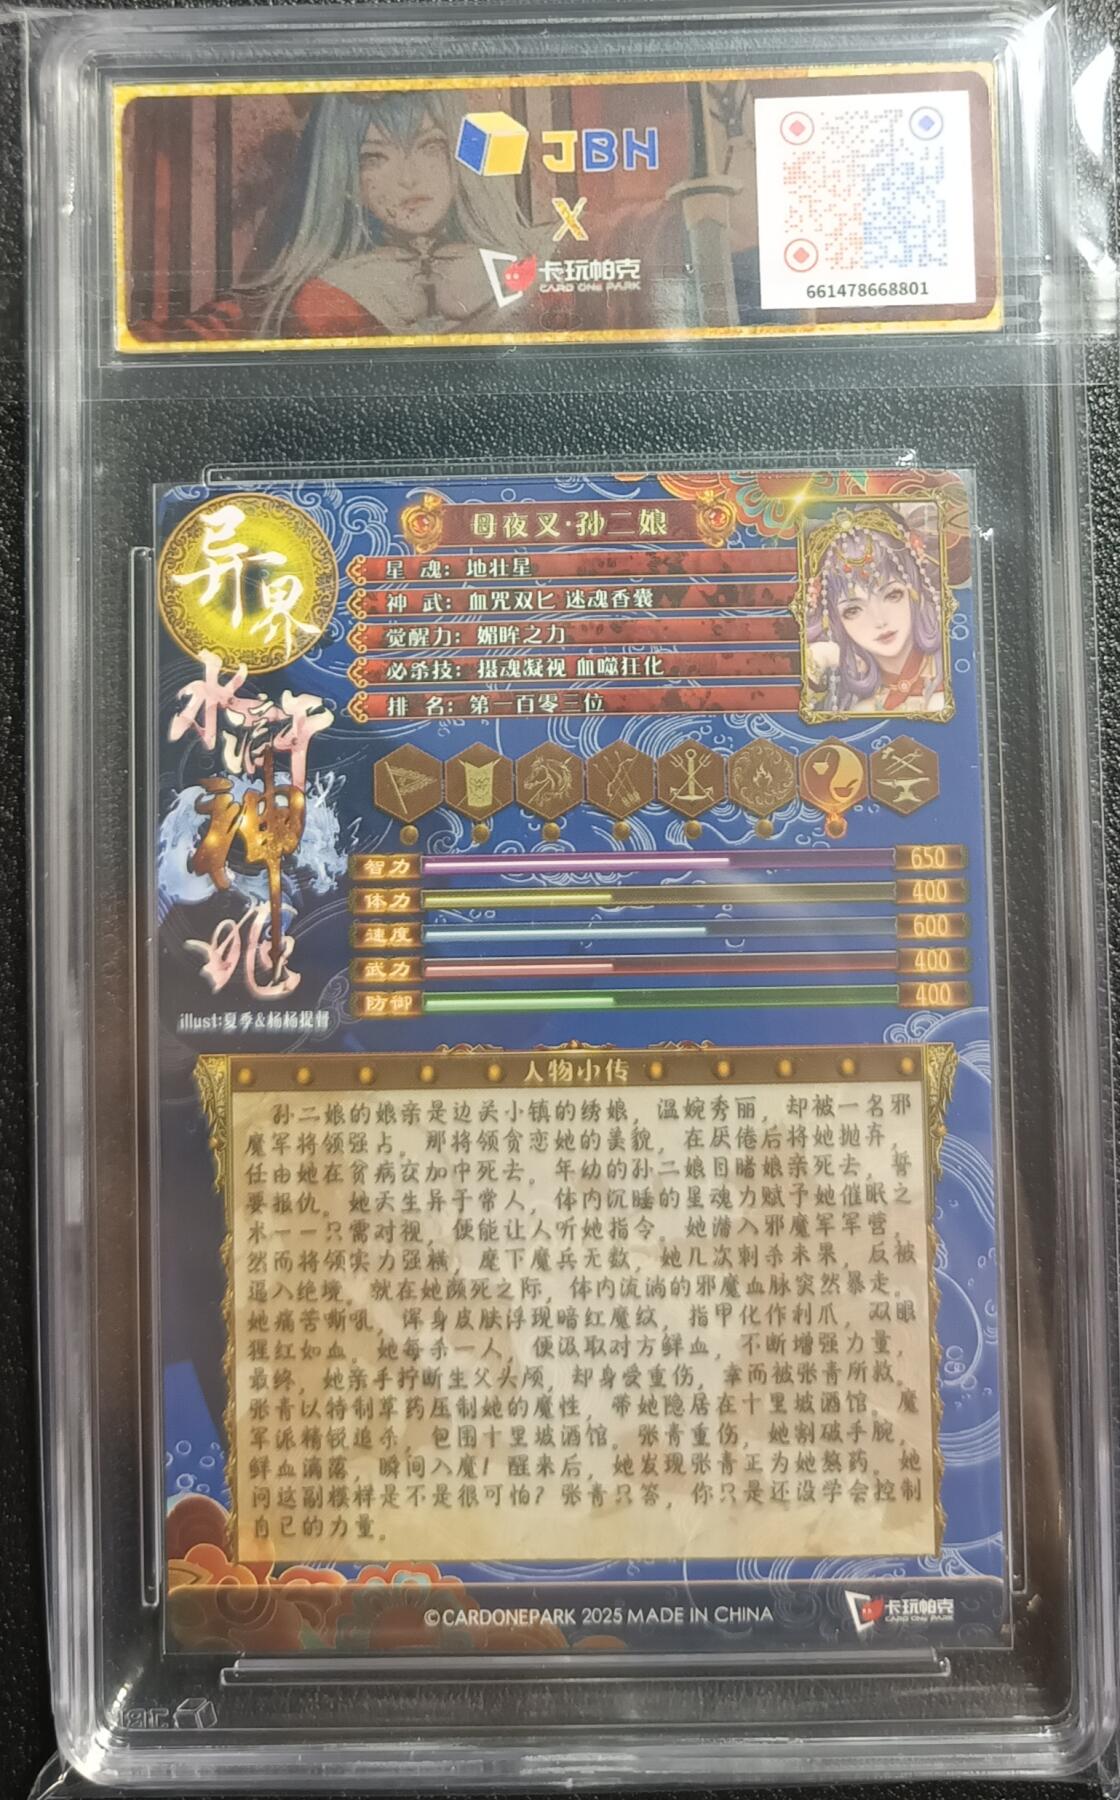 JBH
X
卡玩帕克
CARD ONE PARK
661478668801
异界
水浒神兆
母夜叉·孙二娘
星 魂：地壮星
神 武：血咒双匕 迷魂香囊
觉醒力：媚眸之力
必杀技：摄魂凝视 血噬狂化
排 名：第一百零三位
智力 650
体力 400
速度 600
武力 400
防御 400
illust:夏季&杨杨提督
人物小传
孙二娘的娘亲是边关小镇的绣娘，温婉秀丽，却被一名邪
魔军将领强占。那将领贪恋她的美貌，在厌倦后将她抛弃，
任由她在贫病交加中死去。年幼的孙二娘目睹娘亲死去，誓
要报仇。她天生异于常人，体内沉睡的星魂力赋予她催眠之
术——只需对视，便能让人听她指令。她潜入邪魔军军营，
然而将领实力强横，麾下魔兵无数，她几次刺杀未果，反被
逼入绝境。就在她濒死之际，体内流淌的邪魔血脉突然暴走。
她痛苦嘶吼，浑身皮肤浮现暗红魔纹，指甲化作利爪，双眼
猩红如血。她每杀一人，便汲取对方鲜血，不断增强力量，
最终，她亲手拧断生父头颅，却身受重伤，幸而被张青所救。
张青以特制草药压制她的魔性，带她隐居在十里坡酒馆。魔
军派精锐追杀，包围十里坡酒馆。张青重伤，她割破手腕，
鲜血滴落，瞬间入魔！醒来后，她发现张青正为她熬药。她
问这副模样是不是很可怕？张青只答，你只是还没学会控制
自己的力量。
©CARDONEPARK 2025 MADE IN CHINA
卡玩帕克
CARD ONE PARK
JBH